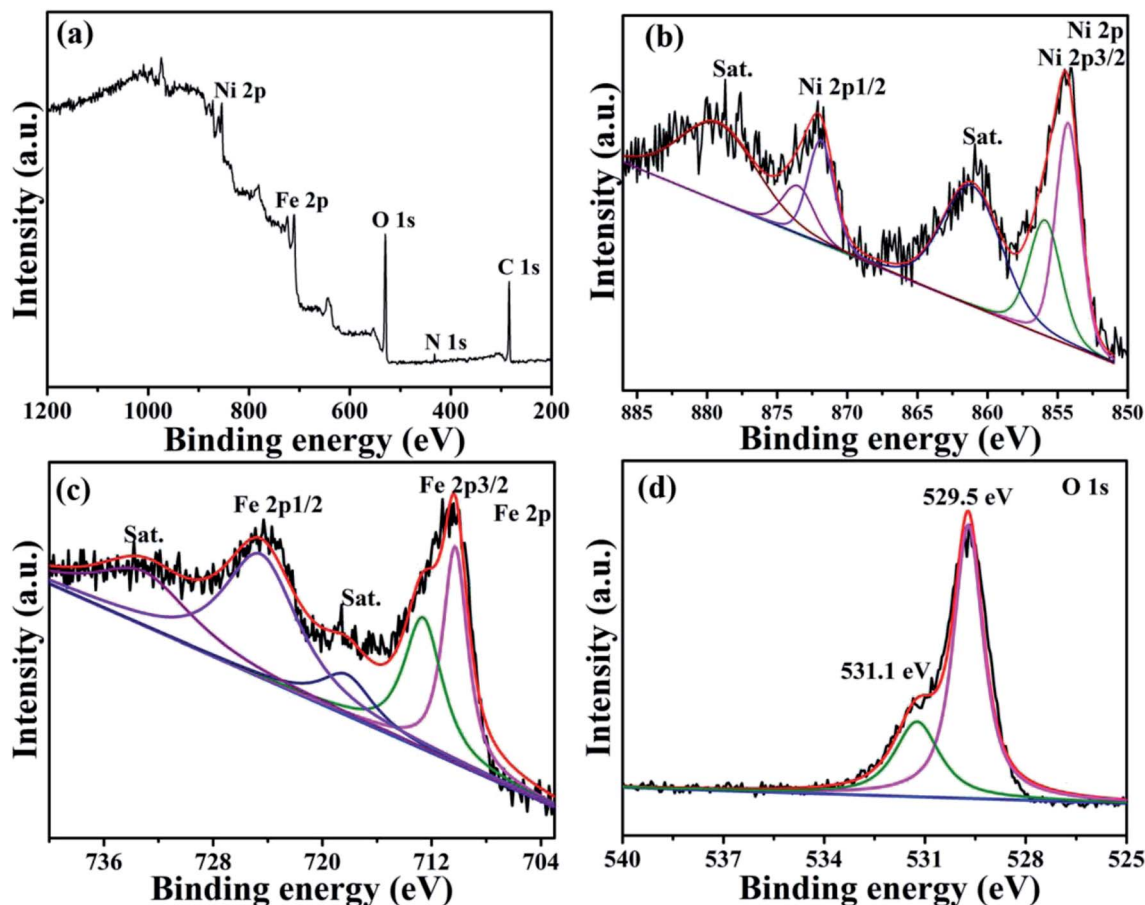 (a)
Ni 2p
Fe 2p
O 1s
C 1s
N 1s
Intensity (a.u.)
1200 1000 800 600 400 200
Binding energy (eV)
(b)
Ni 2p
Ni 2p3/2
Sat.
Ni 2p1/2
Sat.
Intensity (a.u.)
885 880 875 870 865 860 855 850
Binding energy (eV)
(c)
Fe 2p3/2
Fe 2p
Fe 2p1/2
Sat.
Sat.
Intensity (a.u.)
736 728 720 712 704
Binding energy (eV)
(d)
529.5 eV
O 1s
531.1 eV
Intensity (a.u.)
540 537 534 531 528 525
Binding energy (eV)